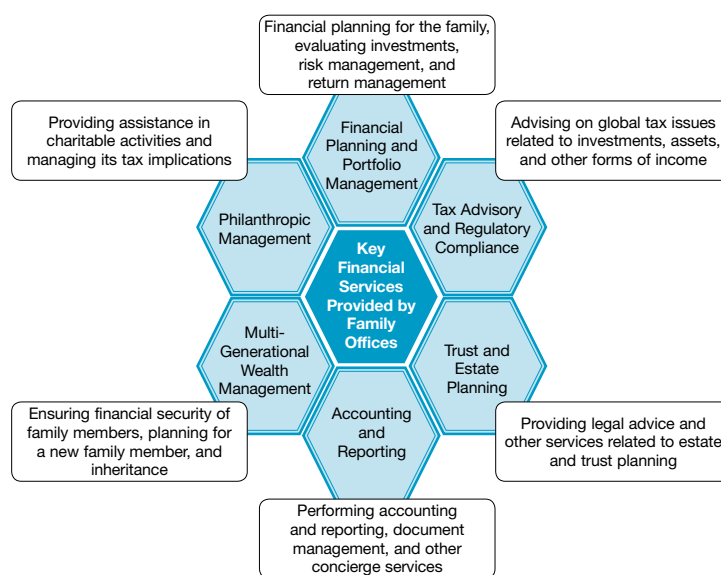 Financial planning for the family,
evaluating investments,
risk management, and
return management
Providing assistance in
charitable activities and
managing its tax implications
Advising on global tax issues
related to investments, assets,
and other forms of income
Financial
Planning and
Portfolio
Management
Philanthropic
Management
Tax Advisory
and Regulatory
Compliance
Key
Financial
Services
Provided by
Family
Offices
Multi-
Generational
Wealth
Management
Trust and
Estate
Planning
Accounting
and
Reporting
Ensuring financial security of
family members, planning for
a new family member, and
inheritance
Providing legal advice and
other services related to estate
and trust planning
Performing accounting
and reporting, document
management, and other
concierge services